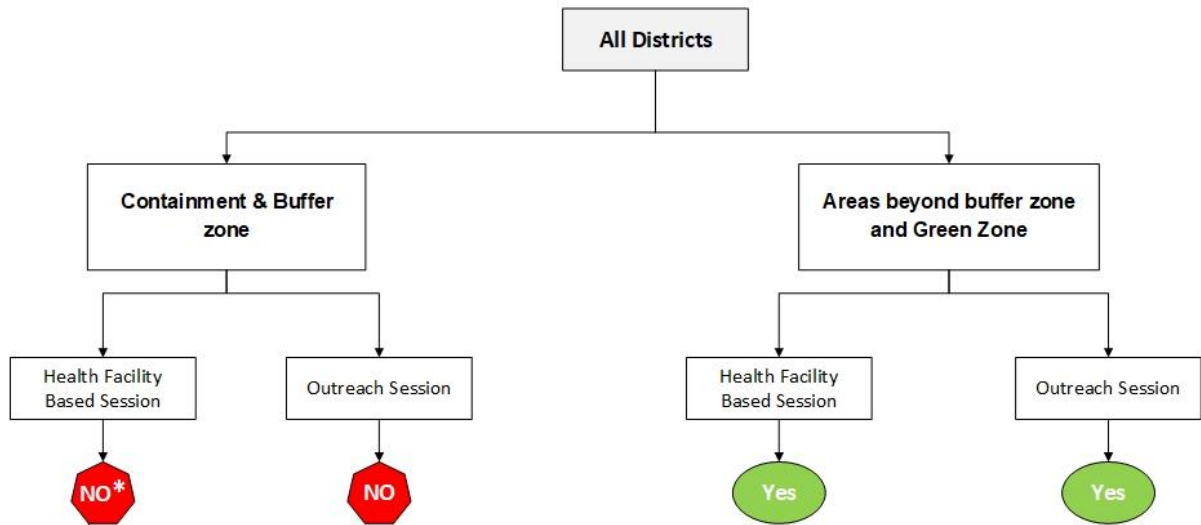 All Districts
Containment & Buffer
zone
Areas beyond buffer zone
and Green Zone
Health Facility
Based Session
Outreach Session
Health Facility
Based Session
Outreach Session
NO*
NO
Yes
Yes